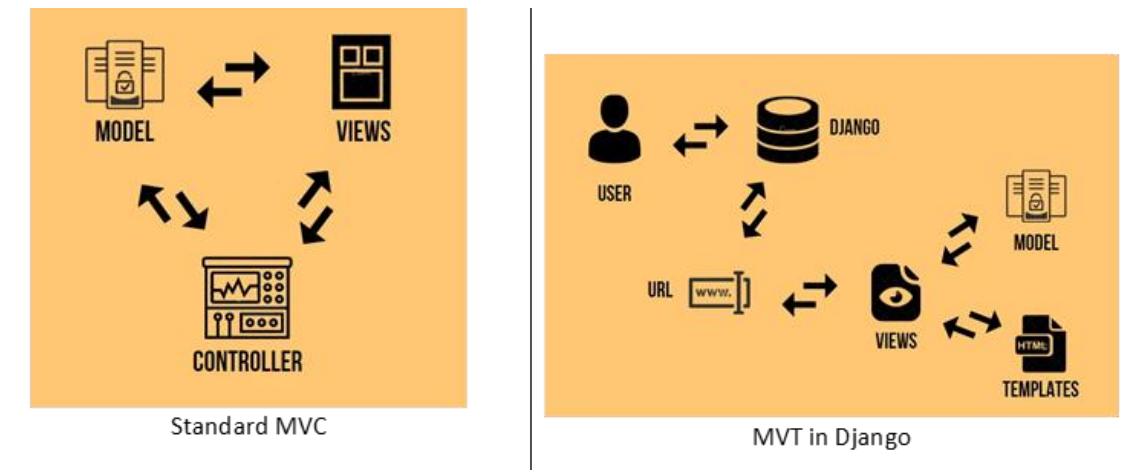 MODEL
VIEWS
CONTROLLER
Standard MVC
DJANGO
USER
MODEL
URL
www.
VIEWS
HTML
TEMPLATES
MVT in Django